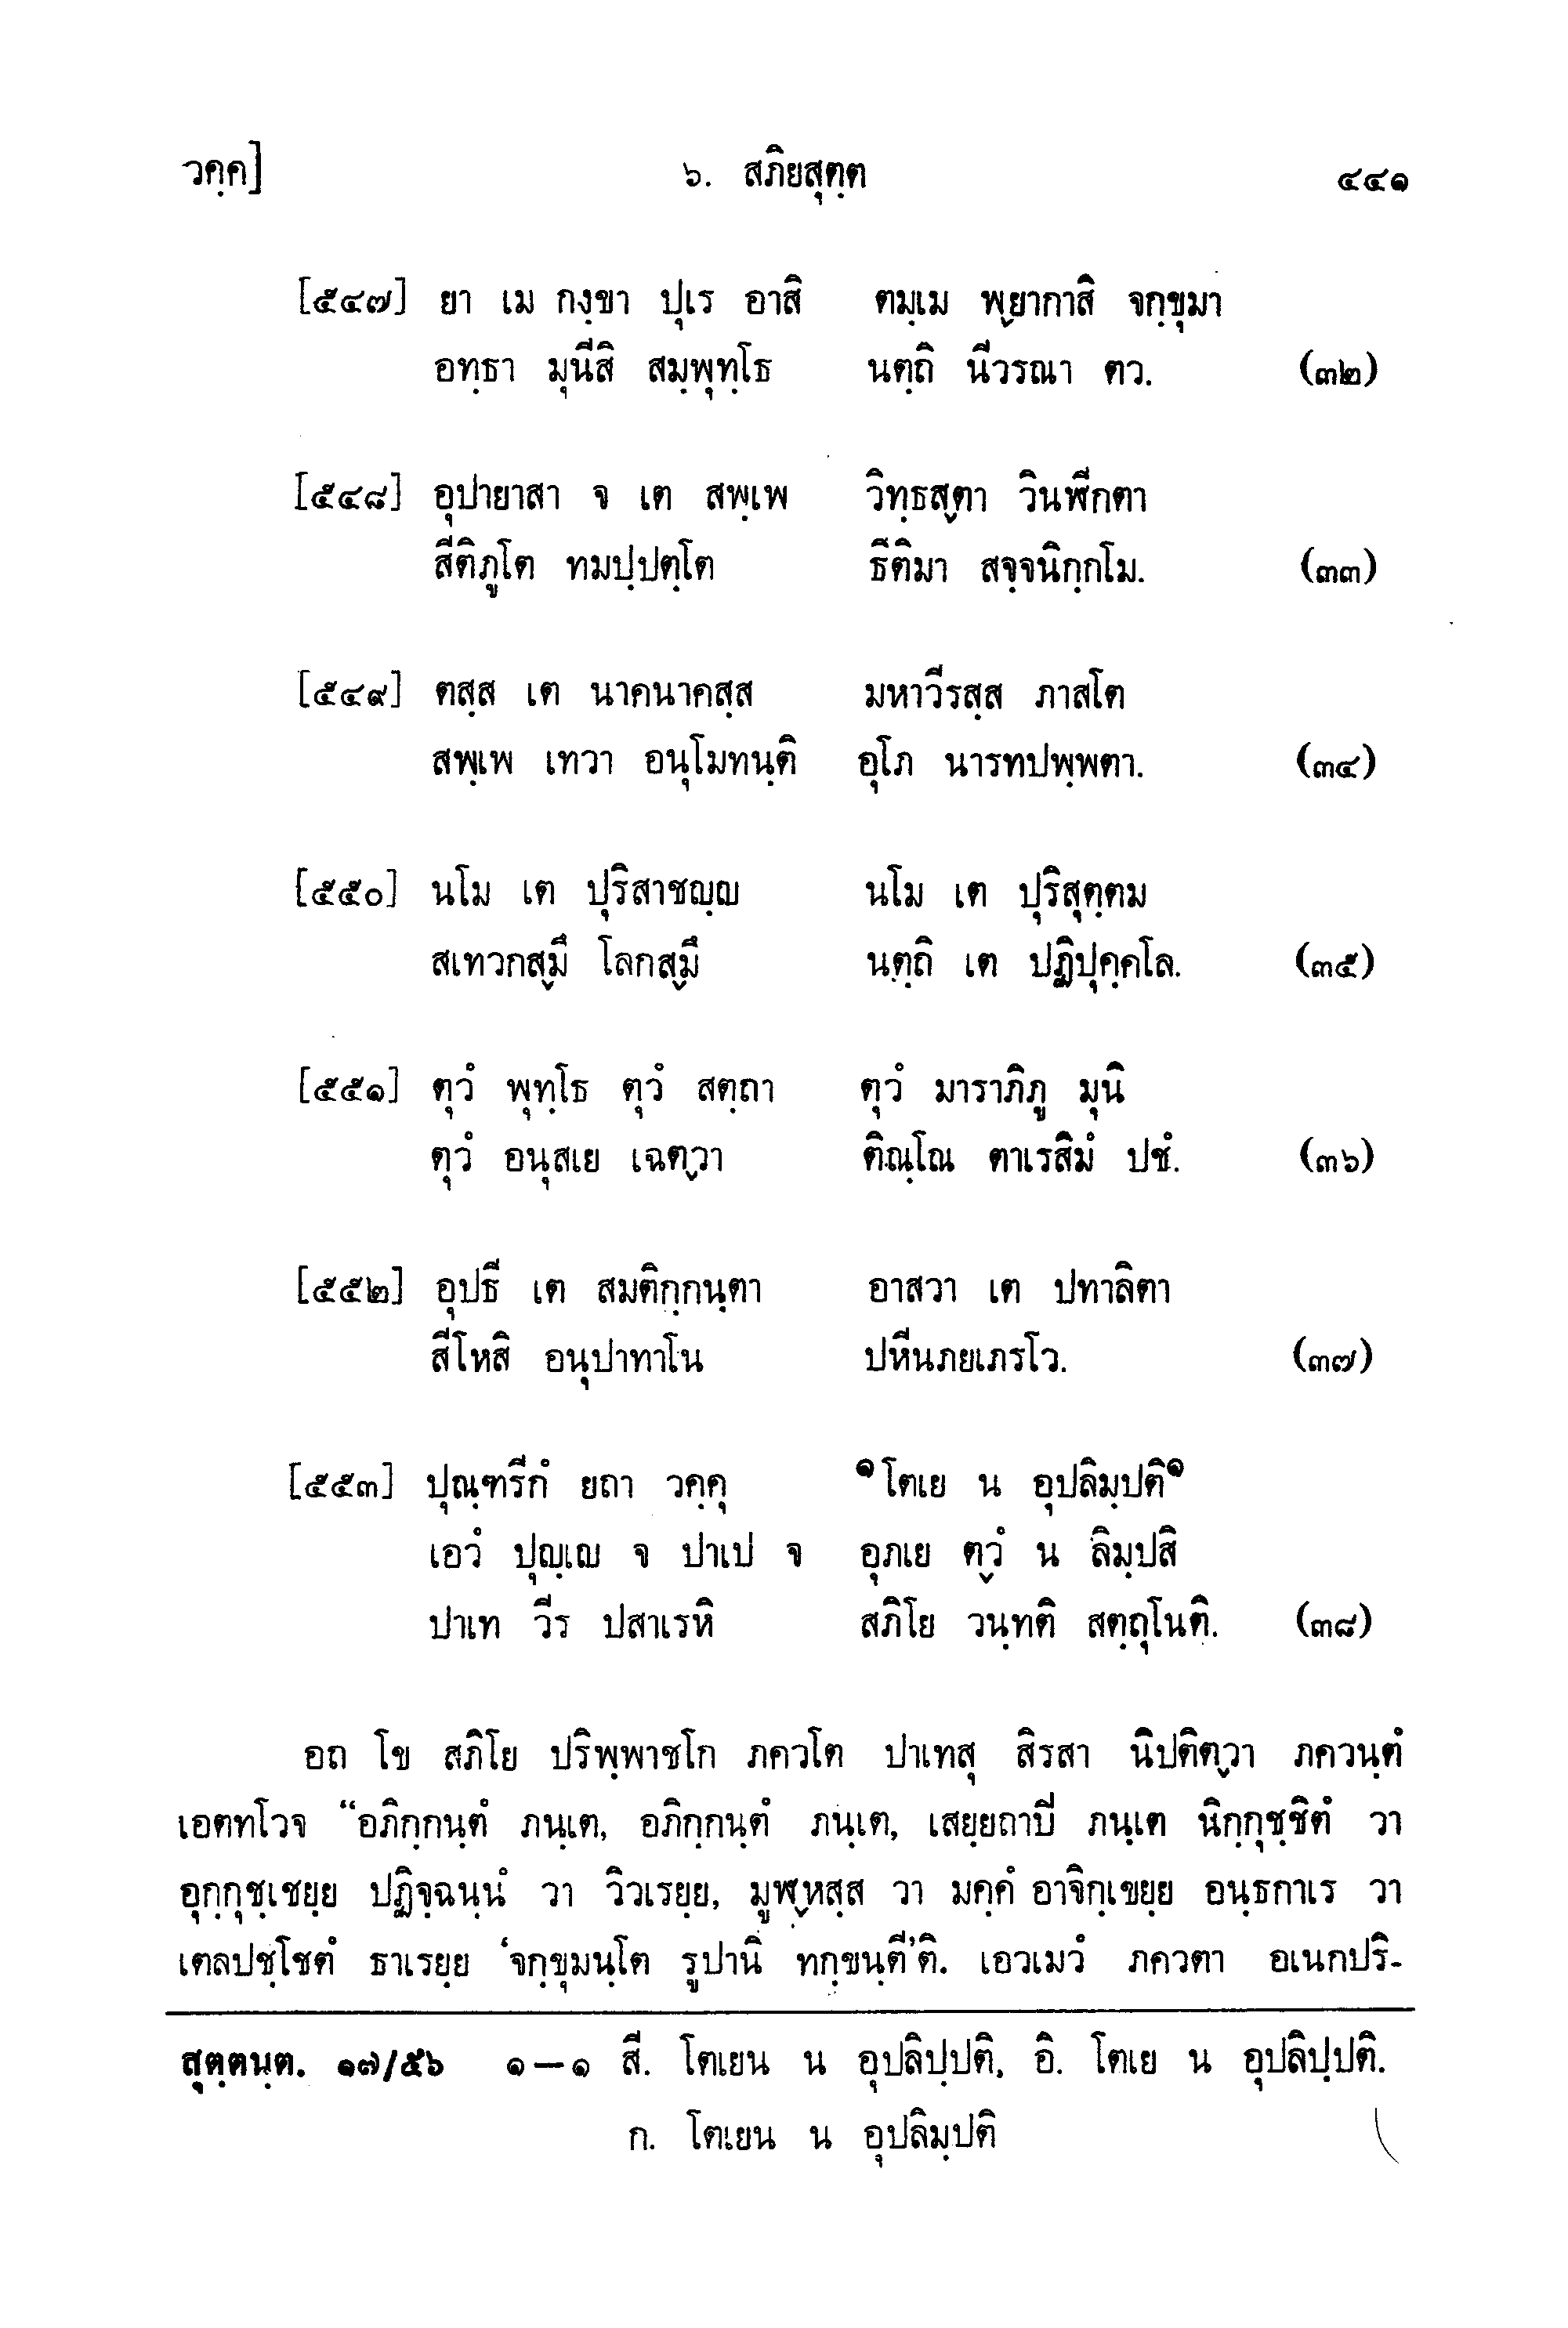 วคฺค] ๖. สภิยสุตฺต ๔๔๑
[๕๔๗] ยา เม กงฺขา ปุเร อาสิ ตมฺเม พฺยากาสิ จกฺขุมา
อทฺธา มุนีสิ สมฺพุทฺโธ นตฺถิ นีวรณา ตว. (๓๒)
[๕๔๘] อุปายาสา จ เต สพฺเพ วิทฺธสฺตา วินฬีกตา
สีติภูโต ทมปฺปตฺโต ธีติมา สจฺจนิกฺกโม. (๓๓)
[๕๔๙] ตสฺส เต นาคนาคสฺส มหาวีรสฺส ภาสโต
สพฺเพ เทวา อนุโมทนฺติ อุโภ นารทปพฺพตา. (๓๔)
[๕๕๐] นโม เต ปุริสาชญฺญ นโม เต ปุริสุตฺตม
สเทวกสฺมึ โลกสฺมึ นตฺถิ เต ปฏิปุคฺคโล. (๓๕)
[๕๕๑] ตุวํ พุทฺโธ ตุวํ สตฺถา ตุวํ มาราภิภู มุนิ
ตุวํ อนุสเย เฉตฺวา ติณฺโณ ตาเรสิมํ ปชํ. (๓๖)
[๕๕๒] อุปธี เต สมติกฺกนฺตา อาสวา เต ปทาลิตา
สีโหสิ อนุปาทาโน ปหีนภยเภรโว. (๓๗)
[๕๕๓] ปุณฺฑรีกํ ยถา วคฺคุ ๑โตเย น อุปลิมฺปติ๑
เอวํ ปุญฺเญ จ ปาเป จ อุภเย ตฺวํ น ลิมฺปสิ
ปาเท วีร ปสาเรหิ สภิโย วนฺทติ สตฺถุโนติ. (๓๘)
อถ โข สภิโย ปริพฺพาชโก ภควโต ปาเทสุ สิรสา นิปติตฺวา ภควนฺตํ
เอตทโวจ “อภิกฺกนฺตํ ภนฺเต, อภิกฺกนฺตํ ภนฺเต, เสยฺยถาปี ภนฺเต นิกฺกุชฺชิตํ วา
อุกฺกุชฺเชยฺย ปฏิจฺฉนฺนํ วา วิวเรยฺย, มูฬฺหสฺส วา มคฺคํ อาจิกฺเขยฺย อนฺธกาเร วา
เตลปชฺโชตํ ธาเรยฺย ‘จกฺขุมนฺโต รูปานิ ทกฺขนฺตี’ติ. เอวเมวํ ภควตา อเนกปริ-
สุตฺตนฺต. ๑๗/๕๖ ๑—๑ สี. โตเยน น อุปลิปฺปติ, อิ. โตเย น อุปลิปฺปติ.
ก. โตเยน น อุปลิมฺปติ